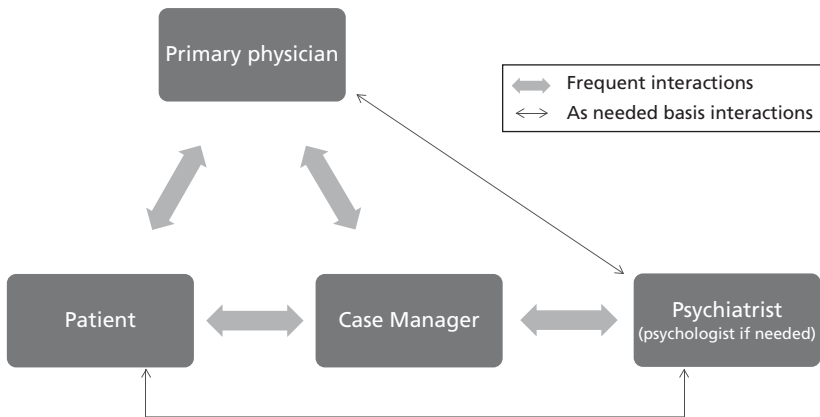 Primary physician
Frequent interactions
As needed basis interactions
Patient
Case Manager
Psychiatrist
(psychologist if needed)